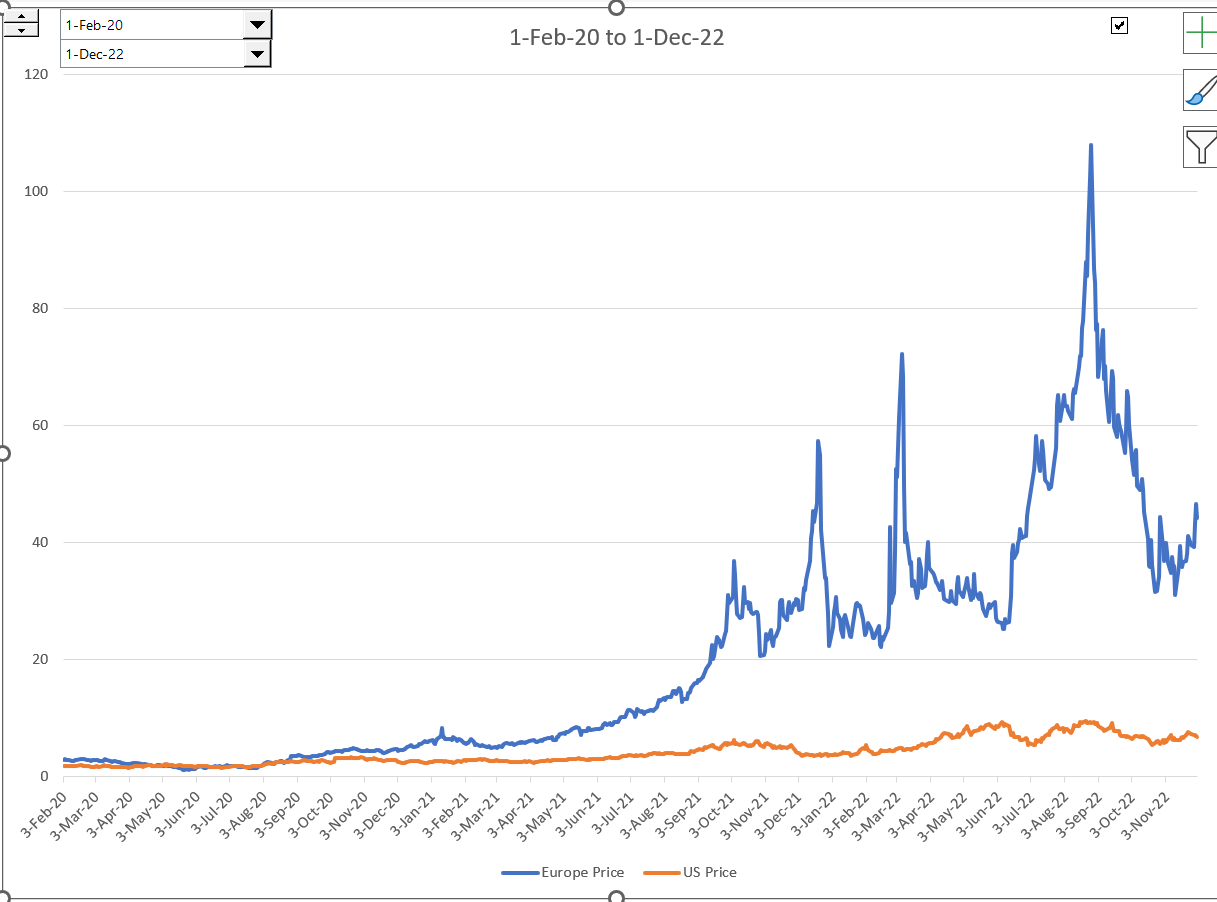 1-Feb-20
1-Dec-22
1-Feb-20 to 1-Dec-22
120
100
80
60
40
20
0
3-Feb-20
3-Mar-20
3-Apr-20
3-May-20
3-Jun-20
3-Jul-20
3-Aug-20
3-Sep-20
3-Oct-20
3-Nov-20
3-Dec-20
3-Jan-21
3-Feb-21
3-Mar-21
3-Apr-21
3-May-21
3-Jun-21
3-Jul-21
3-Aug-21
3-Sep-21
3-Oct-21
3-Nov-21
3-Dec-21
3-Jan-22
3-Feb-22
3-Mar-22
3-Apr-22
3-May-22
3-Jun-22
3-Jul-22
3-Aug-22
3-Sep-22
3-Oct-22
3-Nov-22
Europe Price
US Price